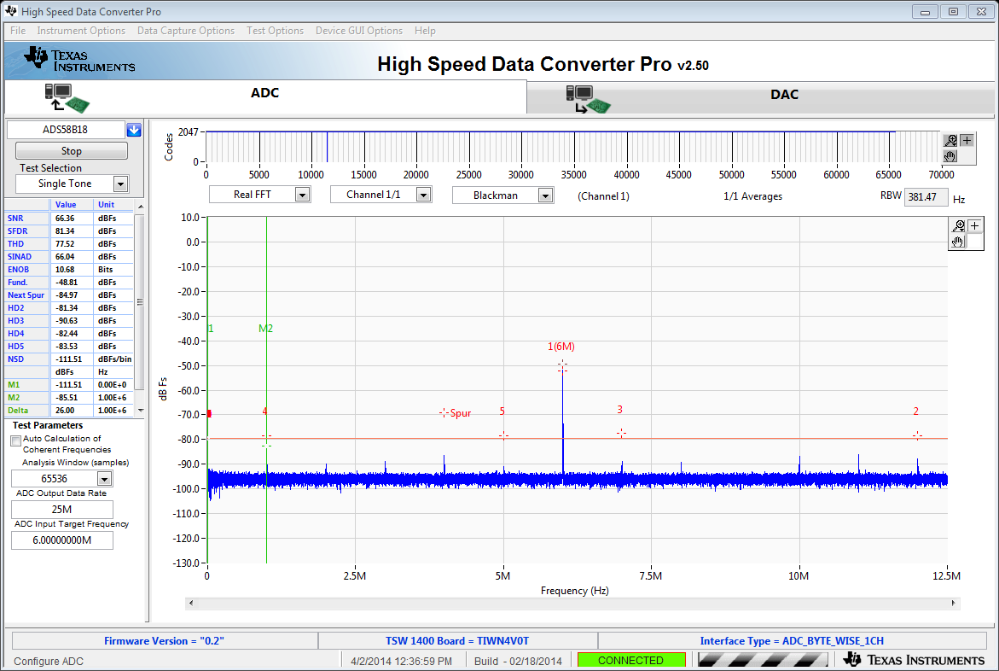 High Speed Data Converter Pro
File Instrument Options Data Capture Options Test Options Device GUI Options Help
TEXAS INSTRUMENTS
High Speed Data Converter Pro v2.50
ADC
DAC
ADS58B18
Stop
Test Selection
Single Tone
Value Unit
SNR 66.36 dBFs
SFDR 81.34 dBFs
THD 77.52 dBFs
SINAD 66.04 dBFs
ENOB 10.68 Bits
Fund. -48.81 dBFs
Next Spur -84.97 dBFs
HD2 -81.34 dBFs
HD3 -90.63 dBFs
HD4 -82.44 dBFs
HD5 -83.53 dBFs
NSD -111.51 dBFs/bin
dBFs Hz
M1 -111.51 0.00E+0
M2 -85.51 1.00E+6
Delta 26.00 1.00E+6
Test Parameters
Auto Calculation of
Coherent Frequencies
Analysis Window (samples)
65536
ADC Output Data Rate
25M
ADC Input Target Frequency
6.00000000M
Codes
2047
0
0 5000 10000 15000 20000 25000 30000 35000 40000 45000 50000 55000 60000 65000 70000
Real FFT
Channel 1/1
Blackman
(Channel 1)
1/1 Averages
RBW 381.47 Hz
dB Fs
10.0
0.0
-10.0
-20.0
-30.0
-40.0
-50.0
-60.0
-70.0
-80.0
-90.0
-100.0
-110.0
-120.0
-130.0
1
M2
1(6M)
4
Spur
5
3
2
0 2.5M 5M 7.5M 10M 12.5M
Frequency (Hz)
Firmware Version = "0.2"
TSW 1400 Board = TIWN4V0T
Interface Type = ADC_BYTE_WISE_1CH
Configure ADC
4/2/2014 12:36:59 PM
Build - 02/18/2014
CONNECTED
TEXAS INSTRUMENTS